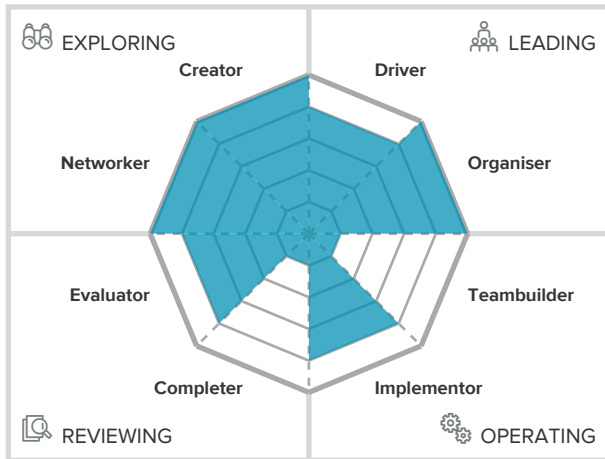 EXPLORING
LEADING
Creator
Driver
Networker
Organiser
Evaluator
Teambuilder
Completer
Implementor
REVIEWING
OPERATING